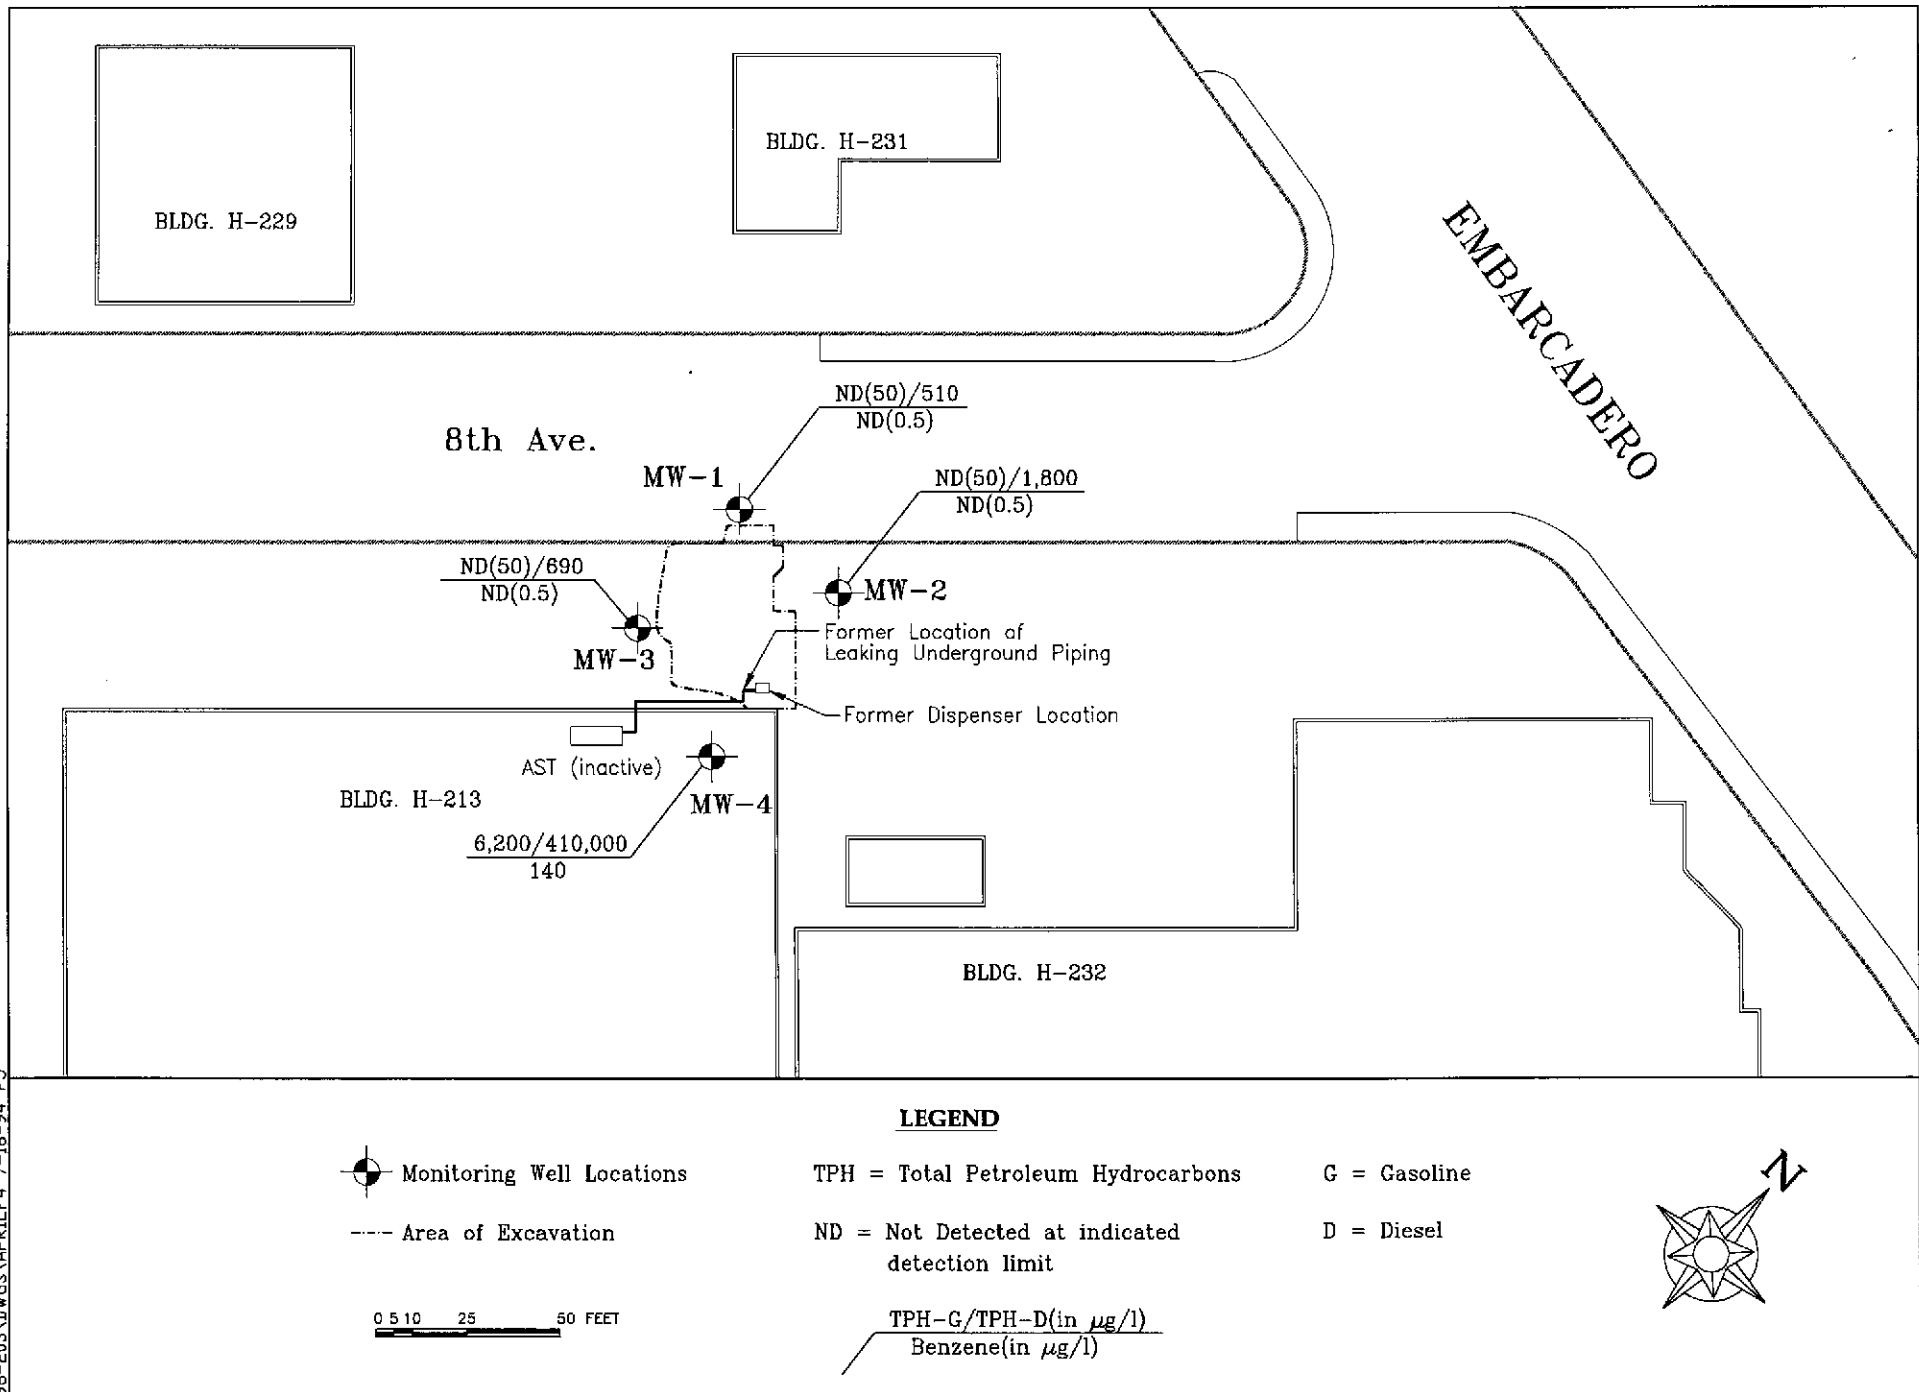 BLDG. H-229
BLDG. H-231
EMBARCADERO
8th Ave.
ND(50)/510
ND(0.5)
MW-1
ND(50)/1,800
ND(0.5)
MW-2
ND(50)/690
ND(0.5)
MW-3
Former Location of
Leaking Underground Piping
Former Dispenser Location
AST (inactive)
BLDG. H-213
MW-4
6,200/410,000
140
BLDG. H-232
LEGEND
Monitoring Well Locations
Area of Excavation
0 5 10 25 50 FEET
TPH = Total Petroleum Hydrocarbons
ND = Not Detected at indicated
detection limit
TPH-G/TPH-D(in μg/l)
Benzene(in μg/l)
G = Gasoline
D = Diesel
N